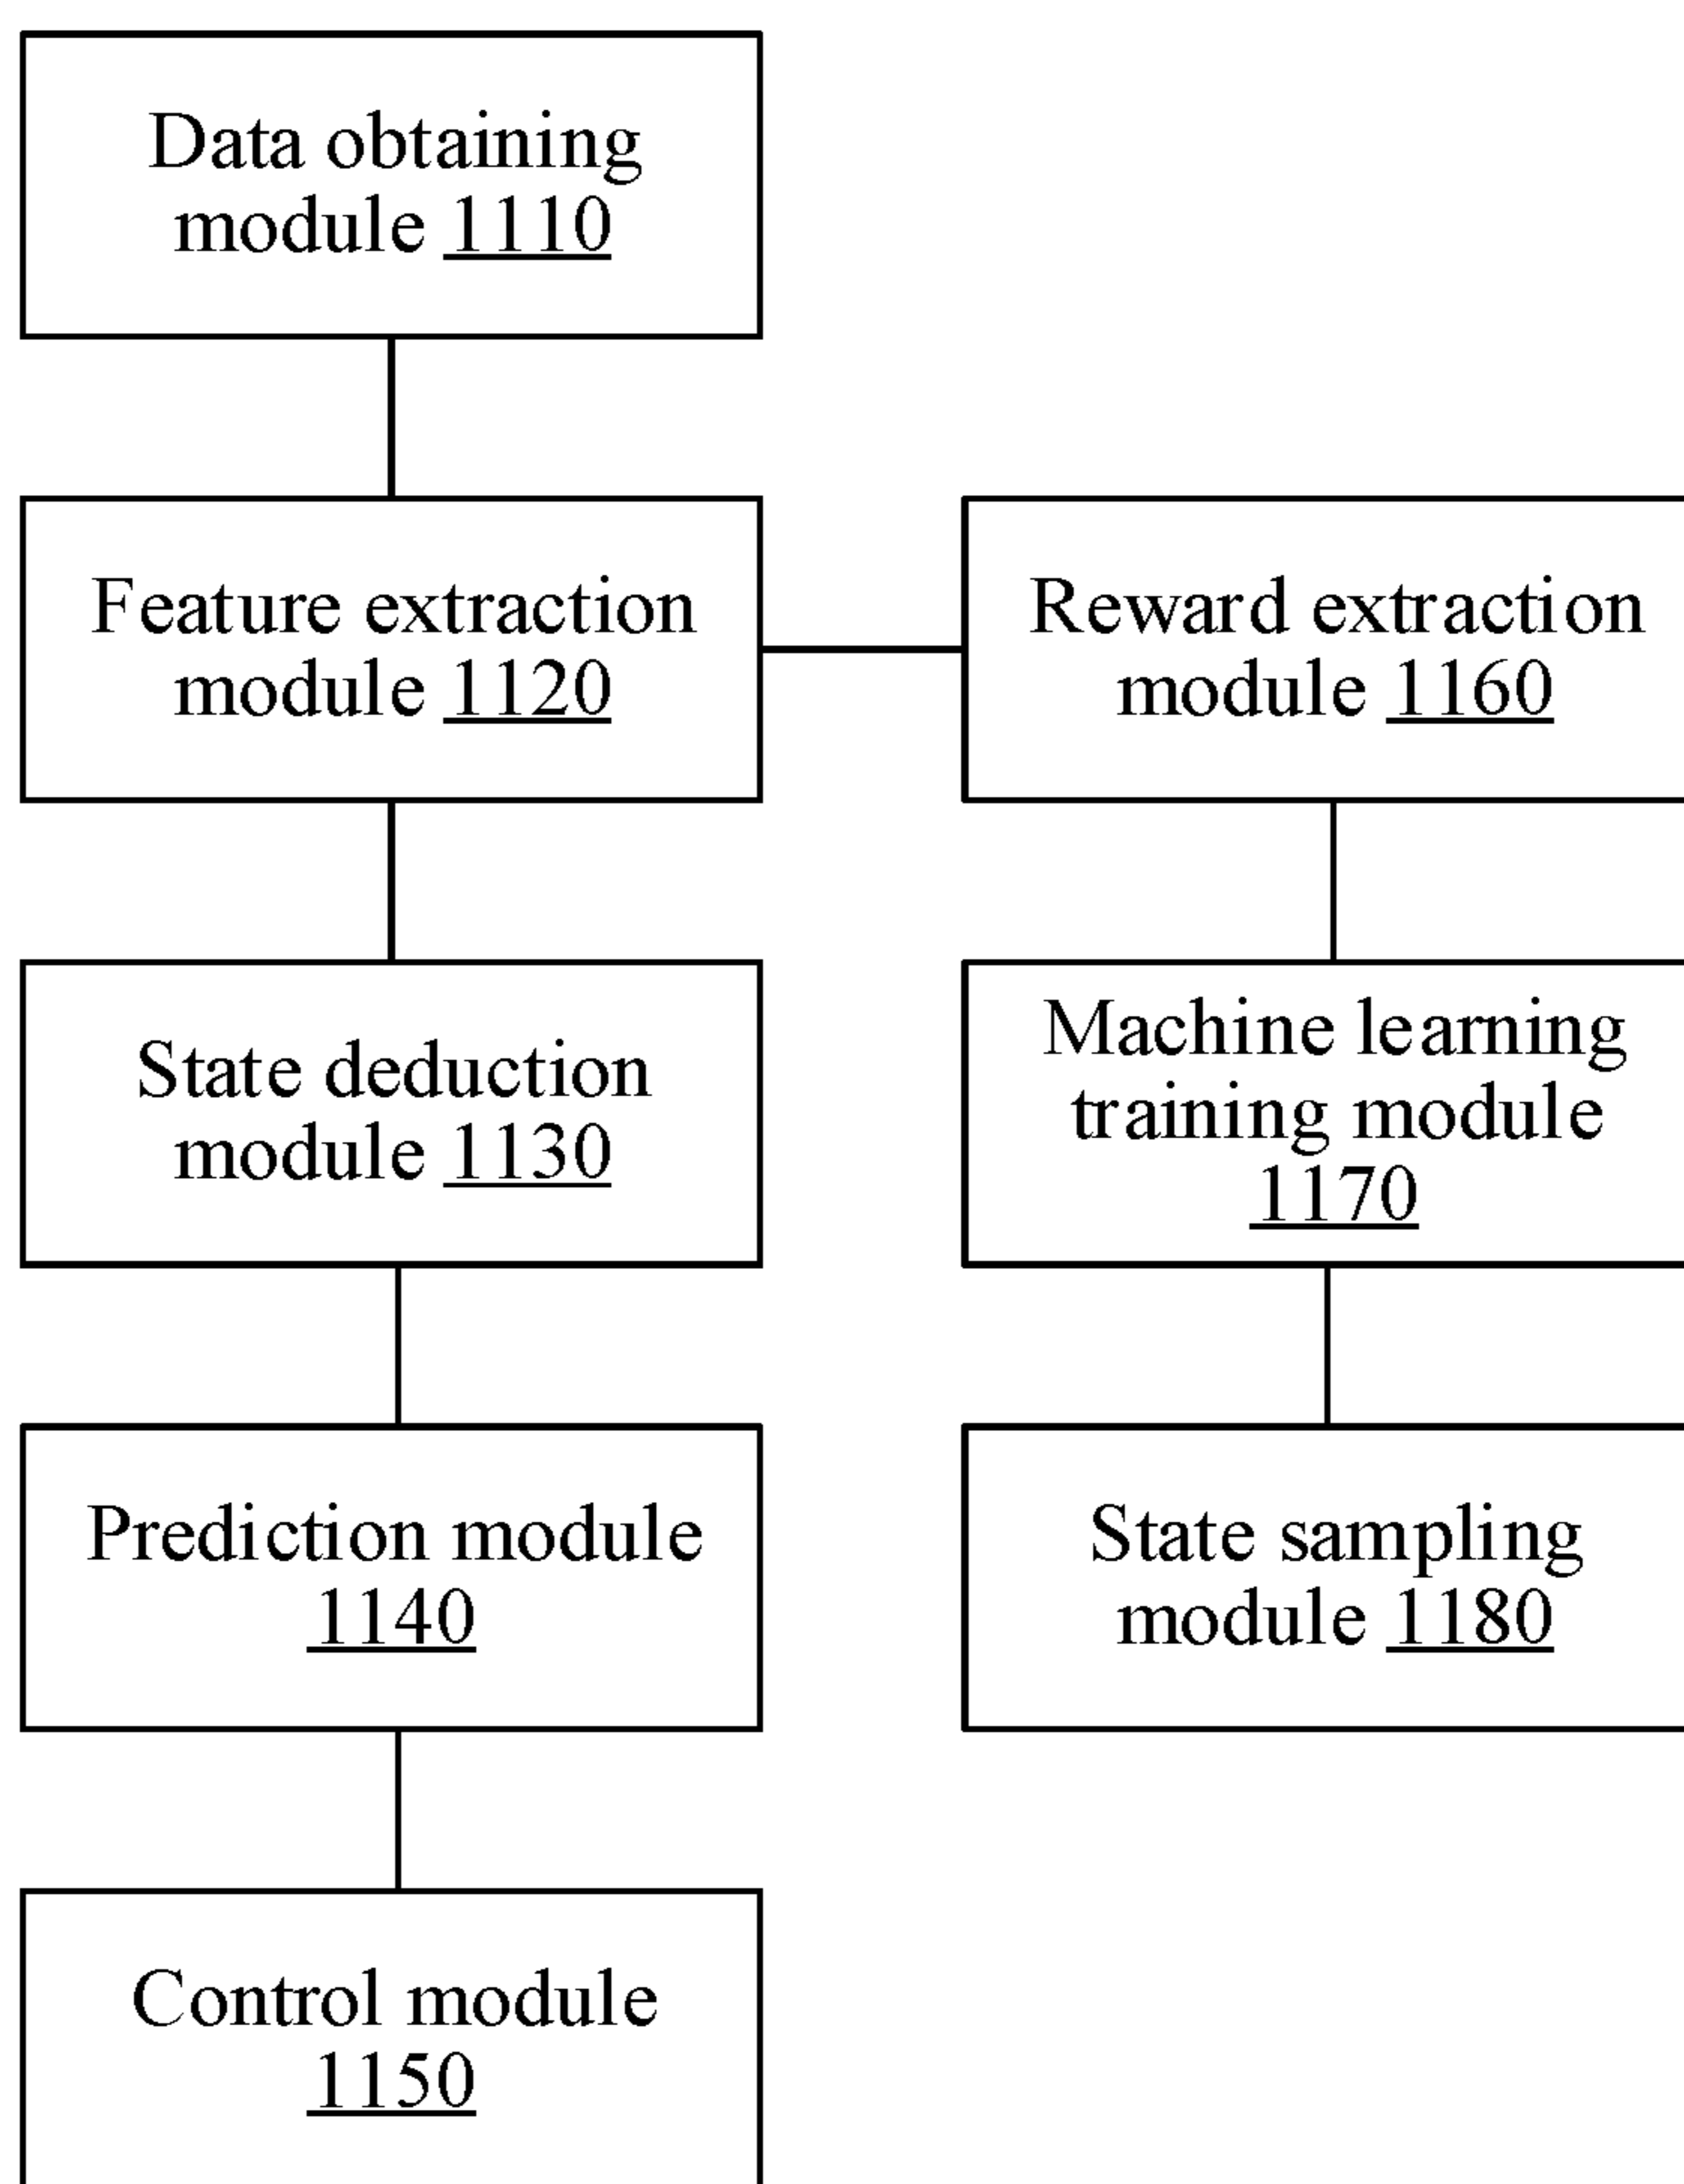 Data obtaining
module 1110
Feature extraction
module 1120
Reward extraction
module 1160
State deduction
module 1130
Machine learning
training module
1170
Prediction module
1140
State sampling
module 1180
Control module
1150